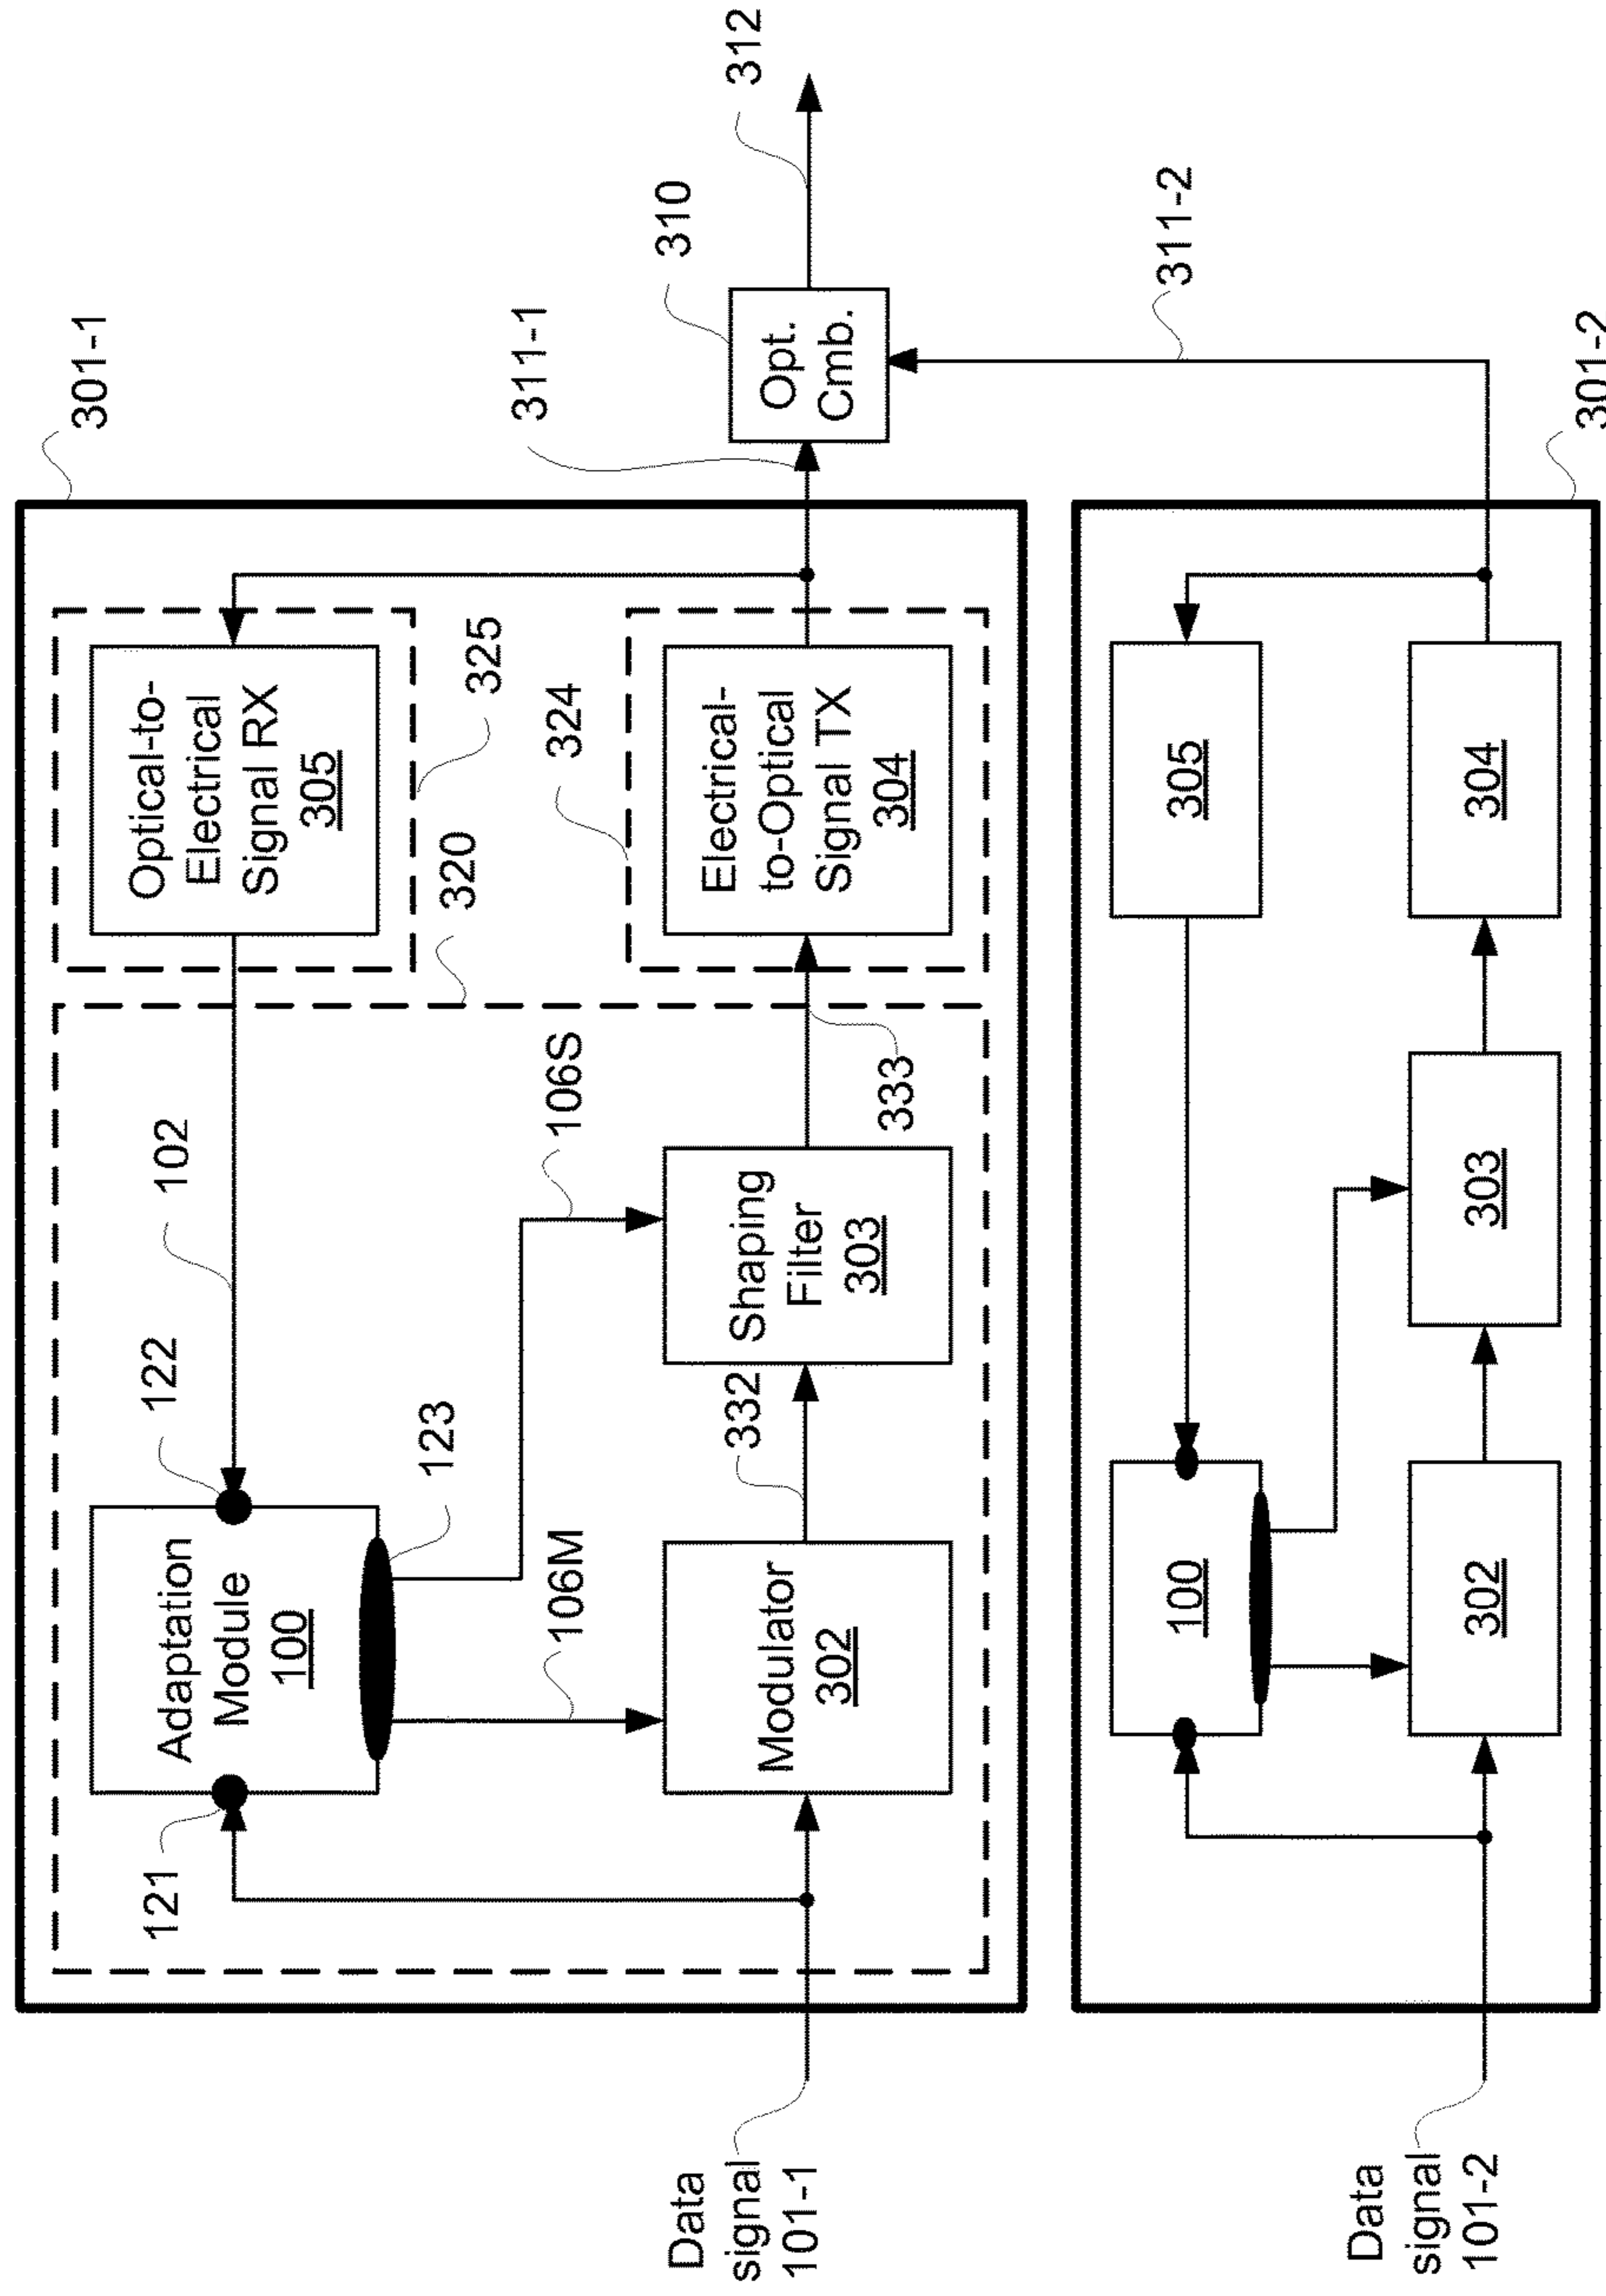 301-1
Adaptation
Module
100
121
122
123
102
106M
106S
Optical-to-
Electrical
Signal RX
305
325
320
324
Modulator
302
332
Shaping
Filter
303
333
Electrical-
to-Optical
Signal TX
304
311-1
310
Opt.
Cmb.
312
Data
signal
101-1
311-2
301-2
100
305
302
303
304
Data
signal
101-2